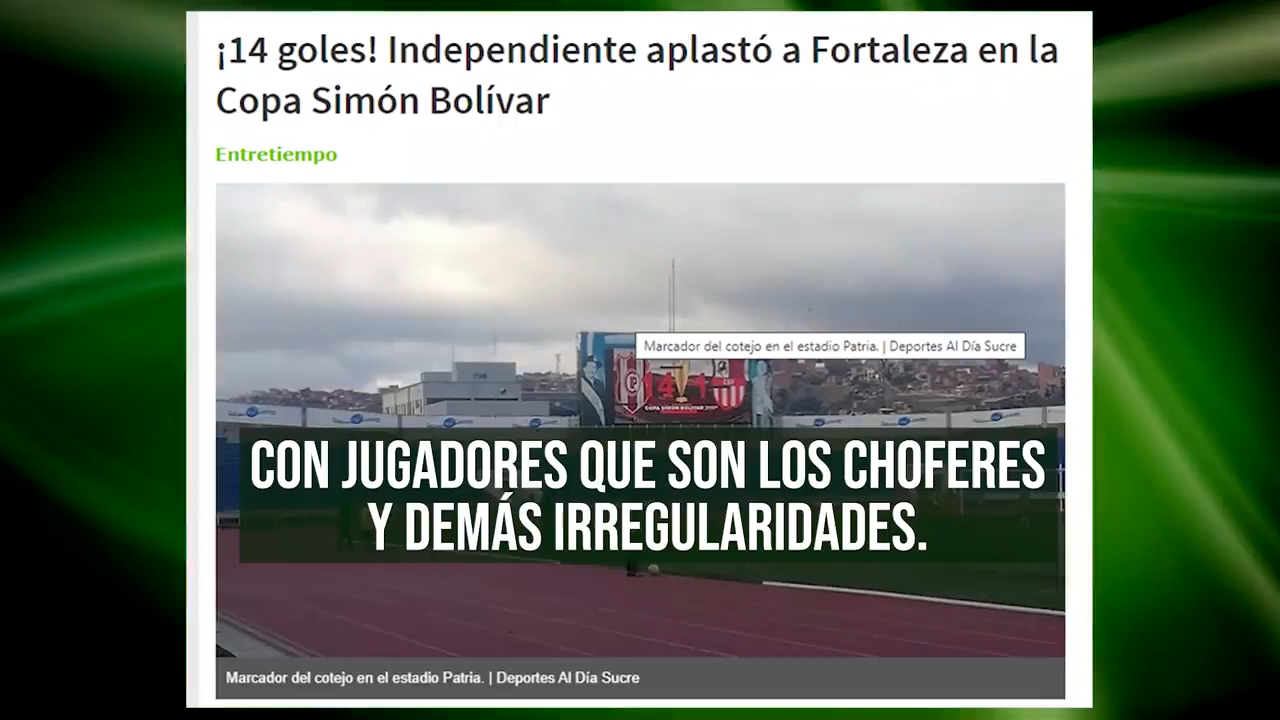 ¡14 goles! Independiente aplastó a Fortaleza en la
Copa Simón Bolívar
Entretiempo
Marcador del cotejo en el estadio Patria. | Deportes Al Día Sucre
14 1
COPA SIMÓN BOLÍVAR
CON JUGADORES QUE SON LOS CHOFERES
Y DEMÁS IRREGULARIDADES.
Marcador del cotejo en el estadio Patria. | Deportes Al Día Sucre